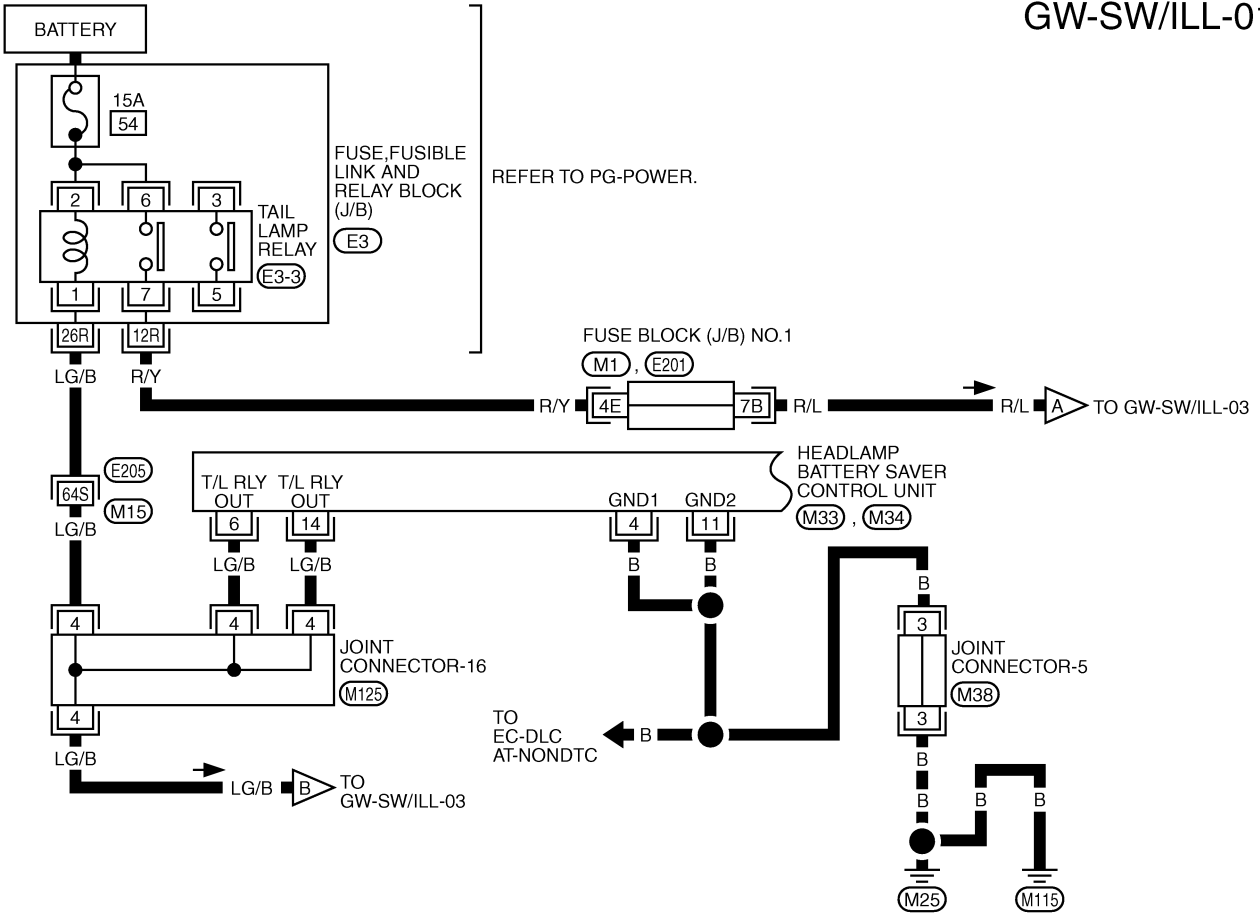 GW-SW/ILL-01
BATTERY
15A
54
FUSE,FUSIBLE
LINK AND
RELAY BLOCK
(J/B)
E3
REFER TO PG-POWER.
2
6
3
TAIL
LAMP
RELAY
E3-3
1
7
5
26R
12R
LG/B
R/Y
FUSE BLOCK (J/B) NO.1
M1 , E201
R/Y
4E
7B
R/L
R/L
A
TO GW-SW/ILL-03
E205
64S
M15
LG/B
T/L RLY
OUT
T/L RLY
OUT
GND1
GND2
HEADLAMP
BATTERY SAVER
CONTROL UNIT
M33 , M34
6
14
4
11
LG/B
LG/B
B
B
B
4
4
4
JOINT
CONNECTOR-16
M125
4
3
JOINT
CONNECTOR-5
M38
3
TO
EC-DLC
AT-NONDTC
B
LG/B
LG/B
B
TO
GW-SW/ILL-03
B
B
B
B
M25
M115